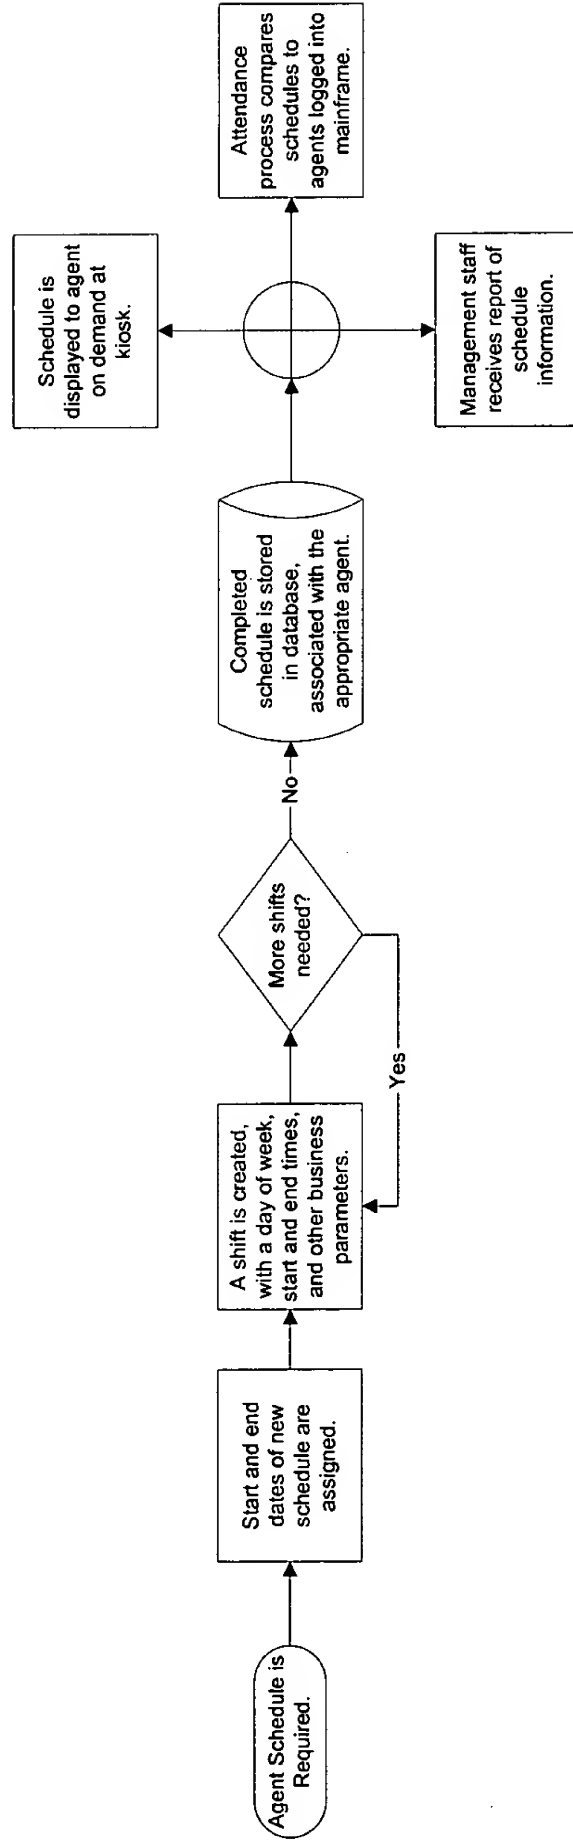 Agent Schedule is
Required.
Start and end
dates of new
schedule are
assigned.
A shift is created,
with a day of week,
start and end times,
and other business
parameters.
More shifts
needed?
Yes
No
Completed
schedule is stored
in database,
associated with the
appropriate agent.
Schedule is
displayed to agent
on demand at
kiosk.
Attendance
process compares
schedules to
agents logged into
mainframe.
Management staff
receives report of
schedule
information.